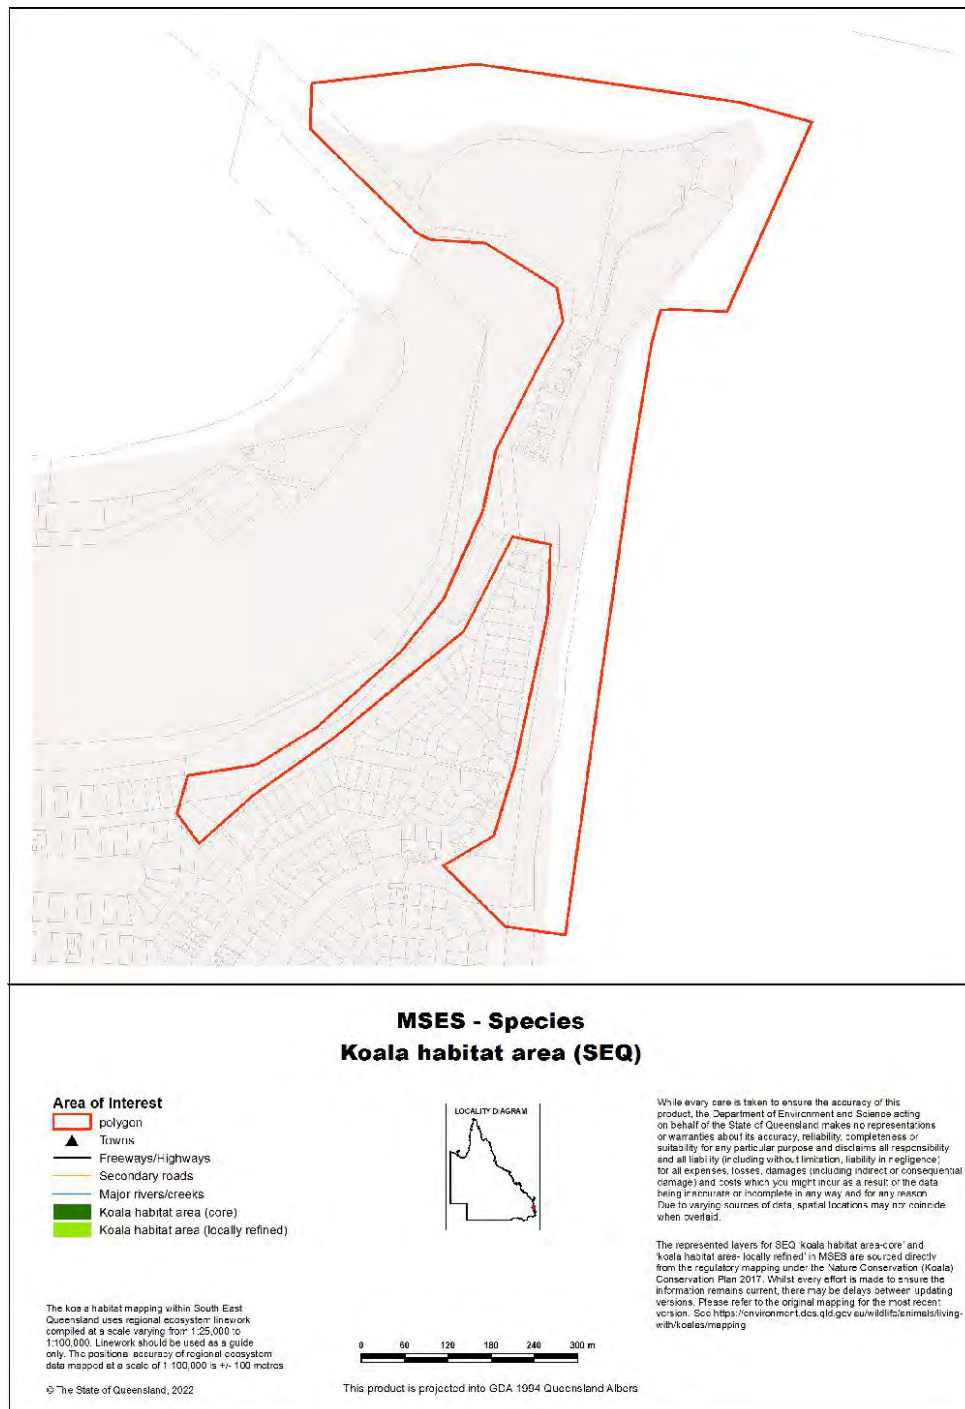 MSES - Species
Koala habitat area (SEQ)
Area of Interest
polygon
Towns
Freeways/Highways
Secondary roads
Major rivers/creeks
Koala habitat area (core)
Koala habitat area (locally refined)
LOCALITY DIAGRAM
While every care is taken to ensure the accuracy of this
product, the Department of Environment and Science acting
on behalf of the State of Queensland makes no representations
or warranties about its accuracy, reliability, completeness or
suitability for any particular purpose and disclaims all responsibility
and all liability (including without limitation, liability in negligence)
for all expenses, losses, damages (including indirect or consequential
damage) and costs which you might incur as a result of the data
being inaccurate or incomplete in any way and for any reason.
Due to varying sources of data, spatial locations may not coincide
when overlaid.
The represented layers for SEQ 'koala habitat area-core' and
'koala habitat area- locally refined' in MSES are sourced directly
from the regulatory mapping under the Nature Conservation (Koala)
Conservation Plan 2017. Whilst every effort is made to ensure the
information remains current, there may be delays between updating
versions. Please refer to the original mapping for the most recent
version. See https://environment.des.qld.gov.au/wildlife/animals/living-
with/koalas/mapping
The koala habitat mapping within South East
Queensland uses regional ecosystem linework
compiled at a scale varying from 1:25,000 to
1:100,000. Linework should be used as a guide
only. The positional accuracy of regional ecosystem
data mapped at a scale of 1:100,000 is +/- 100 metres
© The State of Queensland, 2022
0 60 120 180 240 300 m
This product is projected into GDA 1994 Queensland Albers